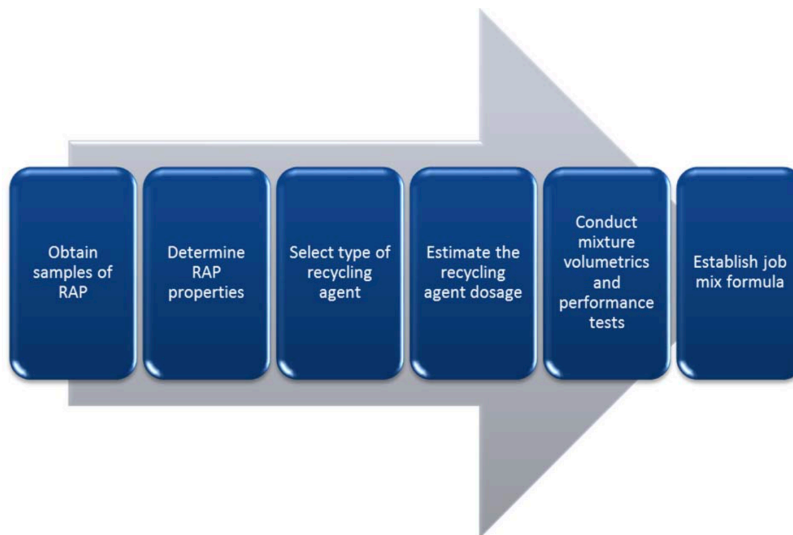 Obtain
samples of
RAP
Determine
RAP
properties
Select type of
recycling
agent
Estimate the
recycling
agent dosage
Conduct
mixture
volumetrics
and
performance
tests
Establish job
mix formula